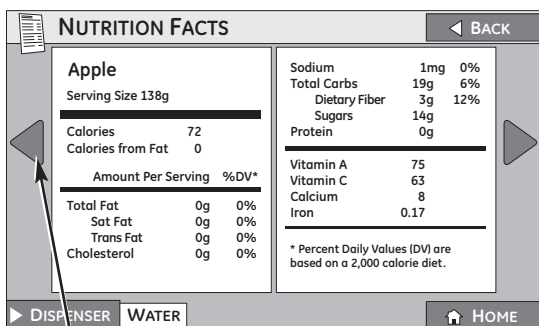 NUTRITION FACTS
BACK
Apple
Serving Size 138g
Calories 72
Calories from Fat 0
Amount Per Serving %DV*
Total Fat 0g 0%
Sat Fat 0g 0%
Trans Fat 0g 0%
Cholesterol 0g 0%
Sodium 1mg 0%
Total Carbs 19g 6%
Dietary Fiber 3g 12%
Sugars 14g
Protein 0g
Vitamin A 75
Vitamin C 63
Calcium 8
Iron 0.17
* Percent Daily Values (DV) are
based on a 2,000 calorie diet.
DISPENSER WATER HOME